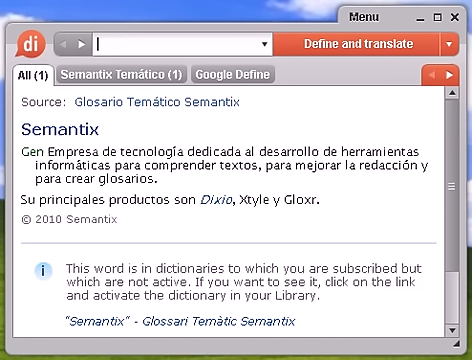 Menu
di
Define and translate
All (1)
Semantix Temático (1)
Google Define
Source: Glosario Temático Semantix
Semantix
Gen Empresa de tecnología dedicada al desarrollo de herramientas
informáticas para comprender textos, para mejorar la redacción y
para crear glosarios.
Su principales productos son Dixio, Xtyle y Gloxr.
© 2010 Semantix
i
This word is in dictionaries to which you are subscribed but
which are not active. If you want to see it, click on the link
and activate the dictionary in your Library.
"Semantix" - Glossari Temàtic Semantix